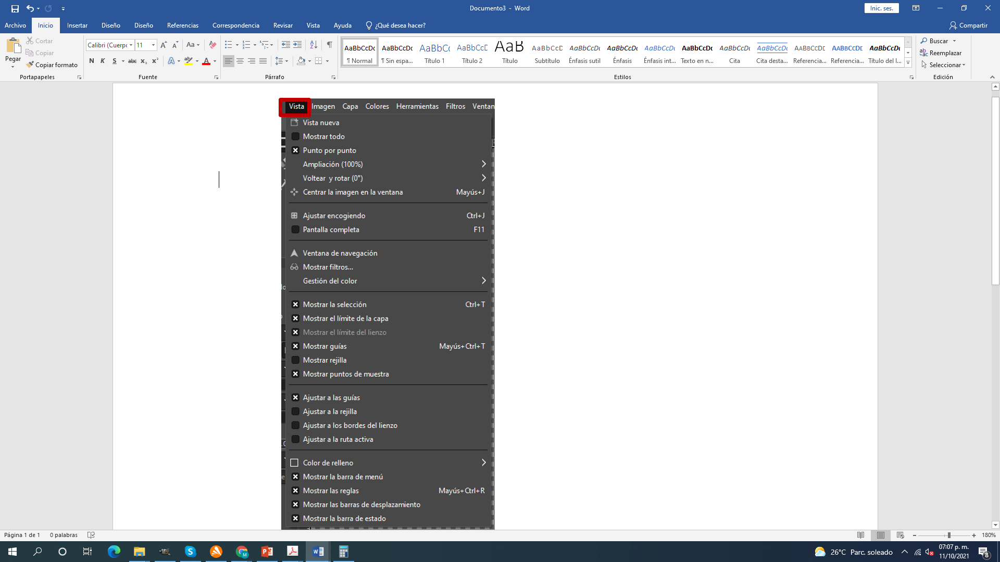 Documento3 - Word
Inic. ses.
Archivo Inicio Insertar Diseño Diseño Referencias Correspondencia Revisar Vista Ayuda ¿Qué desea hacer? Compartir
Pegar
Cortar
Copiar
Copiar formato
Portapapeles
Calibri (Cuerpo 11
Aa
N K S abc x₂ x²
Fuente
Párrafo
AaBbCcDc AaBbCcDc AaBbCc AaBbCcD AaB AaBbCcD AaBbCcDc AaBbCcDc AaBbCcDc AaBbCcDc AaBbCcDc AaBbCcDc AABBCCDE AABBCCDE AaBbCcDc
¶ Normal ¶ Sin espa... Título 1 Título 2 Título Subtítulo Énfasis sutil Énfasis Énfasis int... Texto en n... Cita Cita desta... Referencia... Referencia... Título del l...
Estilos
Buscar
Reemplazar
Seleccionar
Edición
Vista Imagen Capa Colores Herramientas Filtros Ventan
Vista nueva
Mostrar todo
Punto por punto
Ampliación (100%)
Voltear y rotar (0°)
Centrar la imagen en la ventana Mayús+J
Ajustar encogiendo Ctrl+J
Pantalla completa F11
Ventana de navegación
Mostrar filtros...
Gestión del color
Mostrar la selección Ctrl+T
Mostrar el límite de la capa
Mostrar el límite del lienzo
Mostrar guías Mayús+Ctrl+T
Mostrar rejilla
Mostrar puntos de muestra
Ajustar a las guías
Ajustar a la rejilla
Ajustar a los bordes del lienzo
Ajustar a la ruta activa
Color de relleno
Mostrar la barra de menú
Mostrar las reglas Mayús+Ctrl+R
Mostrar las barras de desplazamiento
Mostrar la barra de estado
Página 1 de 1 0 palabras 180%
26°C Parc. soleado
07:07 p. m.
11/10/2021
8